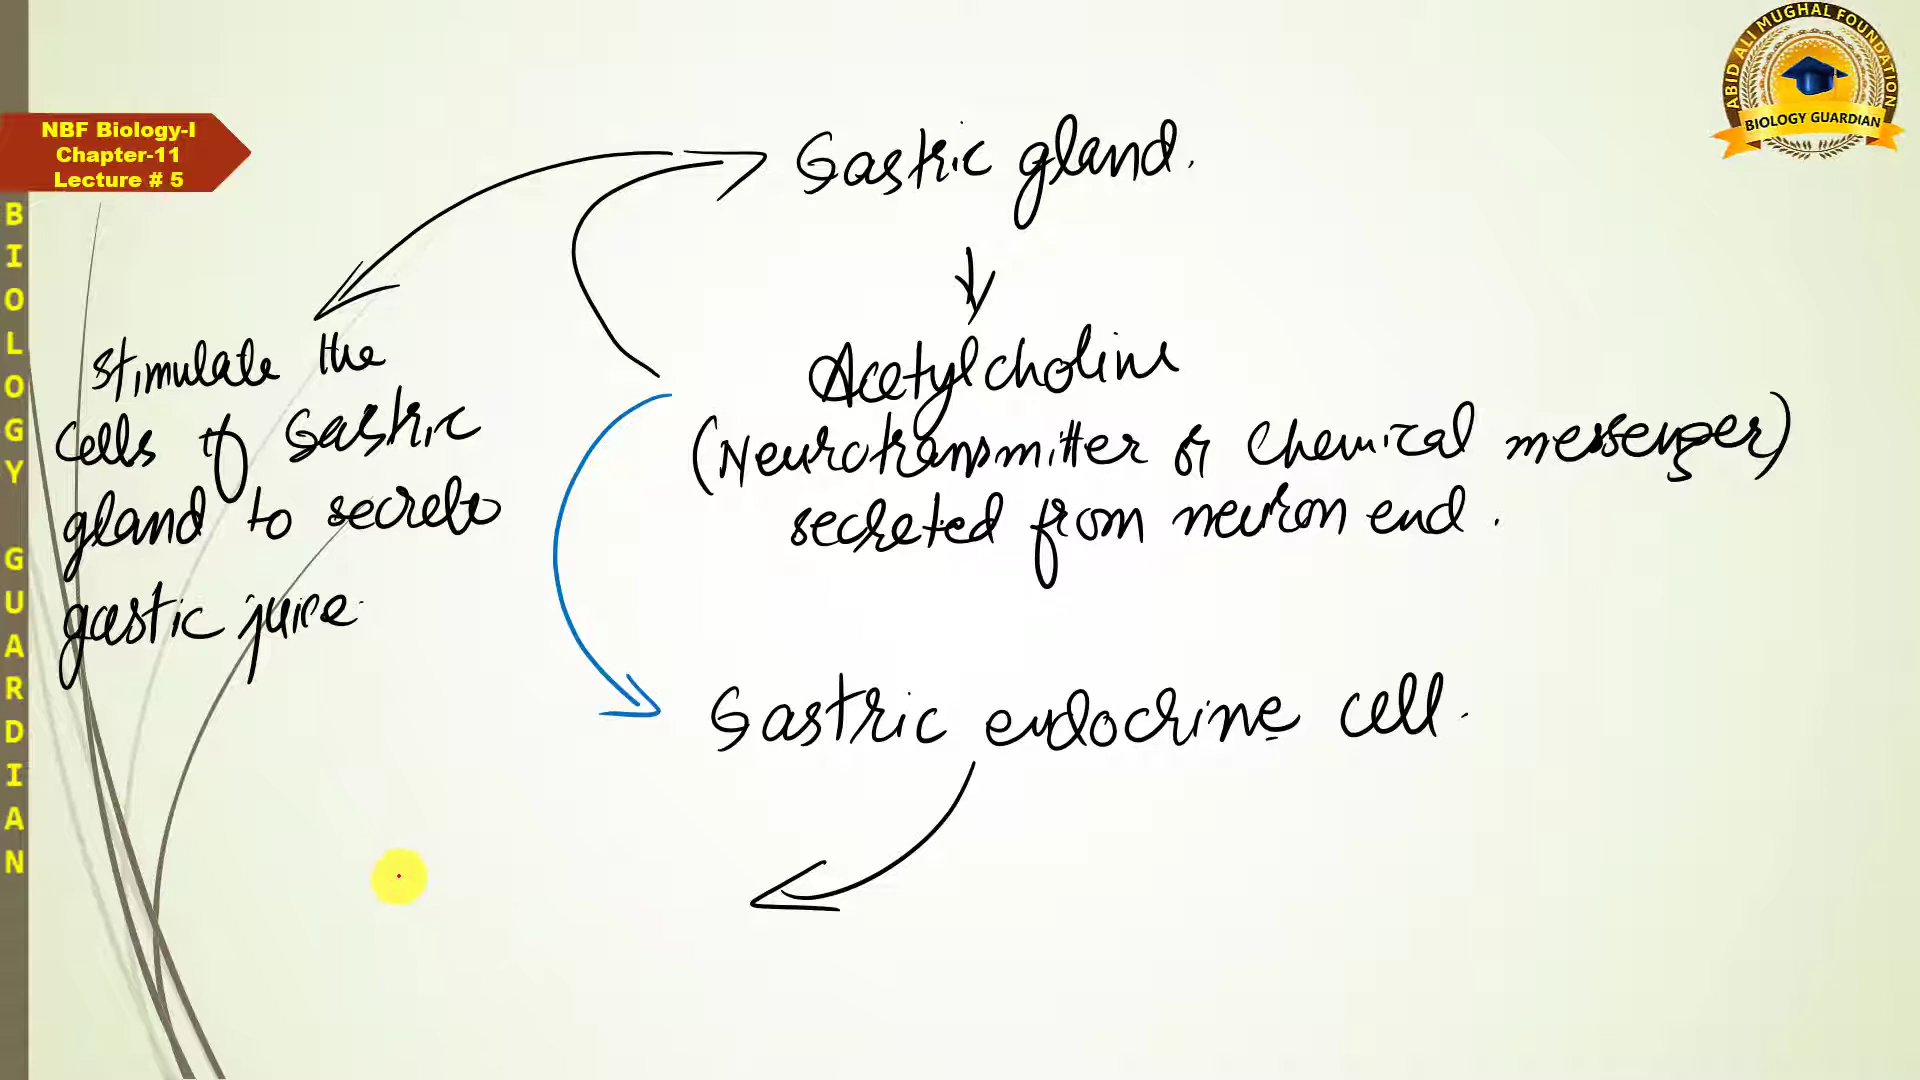 ABID ALI MUGHAL FOUNDATION
BIOLOGY GUARDIAN
NBF Biology-I
Chapter-11
Lecture # 5
BIOLOGY GUARDIAN
Gastric gland.
Acetylcholine
(Neurotransmitter or Chemical messenger)
secreted from neuron end.
stimulate the
cells of Gastric
gland to secrete
gastic juice.
Gastric endocrine cell.